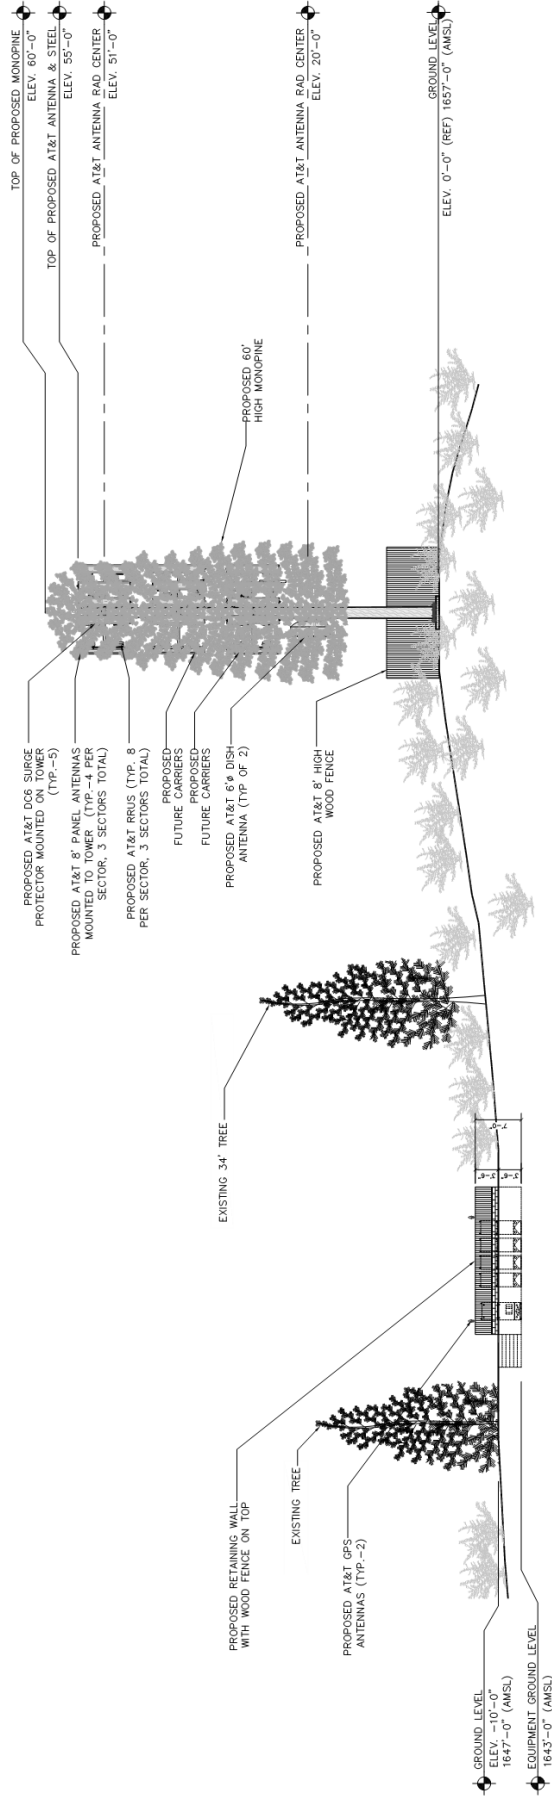 TOP OF PROPOSED MONOPINE
ELEV. 60'-0"
TOP OF PROPOSED AT&T ANTENNA & STEEL
ELEV. 55'-0"
PROPOSED AT&T ANTENNA RAD CENTER
ELEV. 51'-0"
PROPOSED AT&T ANTENNA RAD CENTER
ELEV. 20'-0"
GROUND LEVEL
ELEV. 0'-0" (REF) 1657'-0" (AMSL)
PROPOSED 60'
HIGH MONOPINE
PROPOSED AT&T DC6 SURGE
PROTECTOR MOUNTED ON TOWER
(TYP.-5)
PROPOSED AT&T 8' PANEL ANTENNAS
MOUNTED TO TOWER (TYP.-4 PER
SECTOR, 3 SECTORS TOTAL)
PROPOSED AT&T RRUS (TYP. 8
PER SECTOR, 3 SECTORS TOTAL)
PROPOSED
FUTURE CARRIERS
PROPOSED
FUTURE CARRIERS
PROPOSED AT&T 6'ø DISH
ANTENNA (TYP OF 2)
PROPOSED AT&T 8' HIGH
WOOD FENCE
EXISTING 34' TREE
7'-0"
3'-6"
3'-6"
PROPOSED RETAINING WALL
WITH WOOD FENCE ON TOP
EXISTING TREE
PROPOSED AT&T GPS
ANTENNAS (TYP.-2)
GROUND LEVEL
ELEV. -10'-0"
1647'-0" (AMSL)
EQUIPMENT GROUND LEVEL
1643'-0" (AMSL)